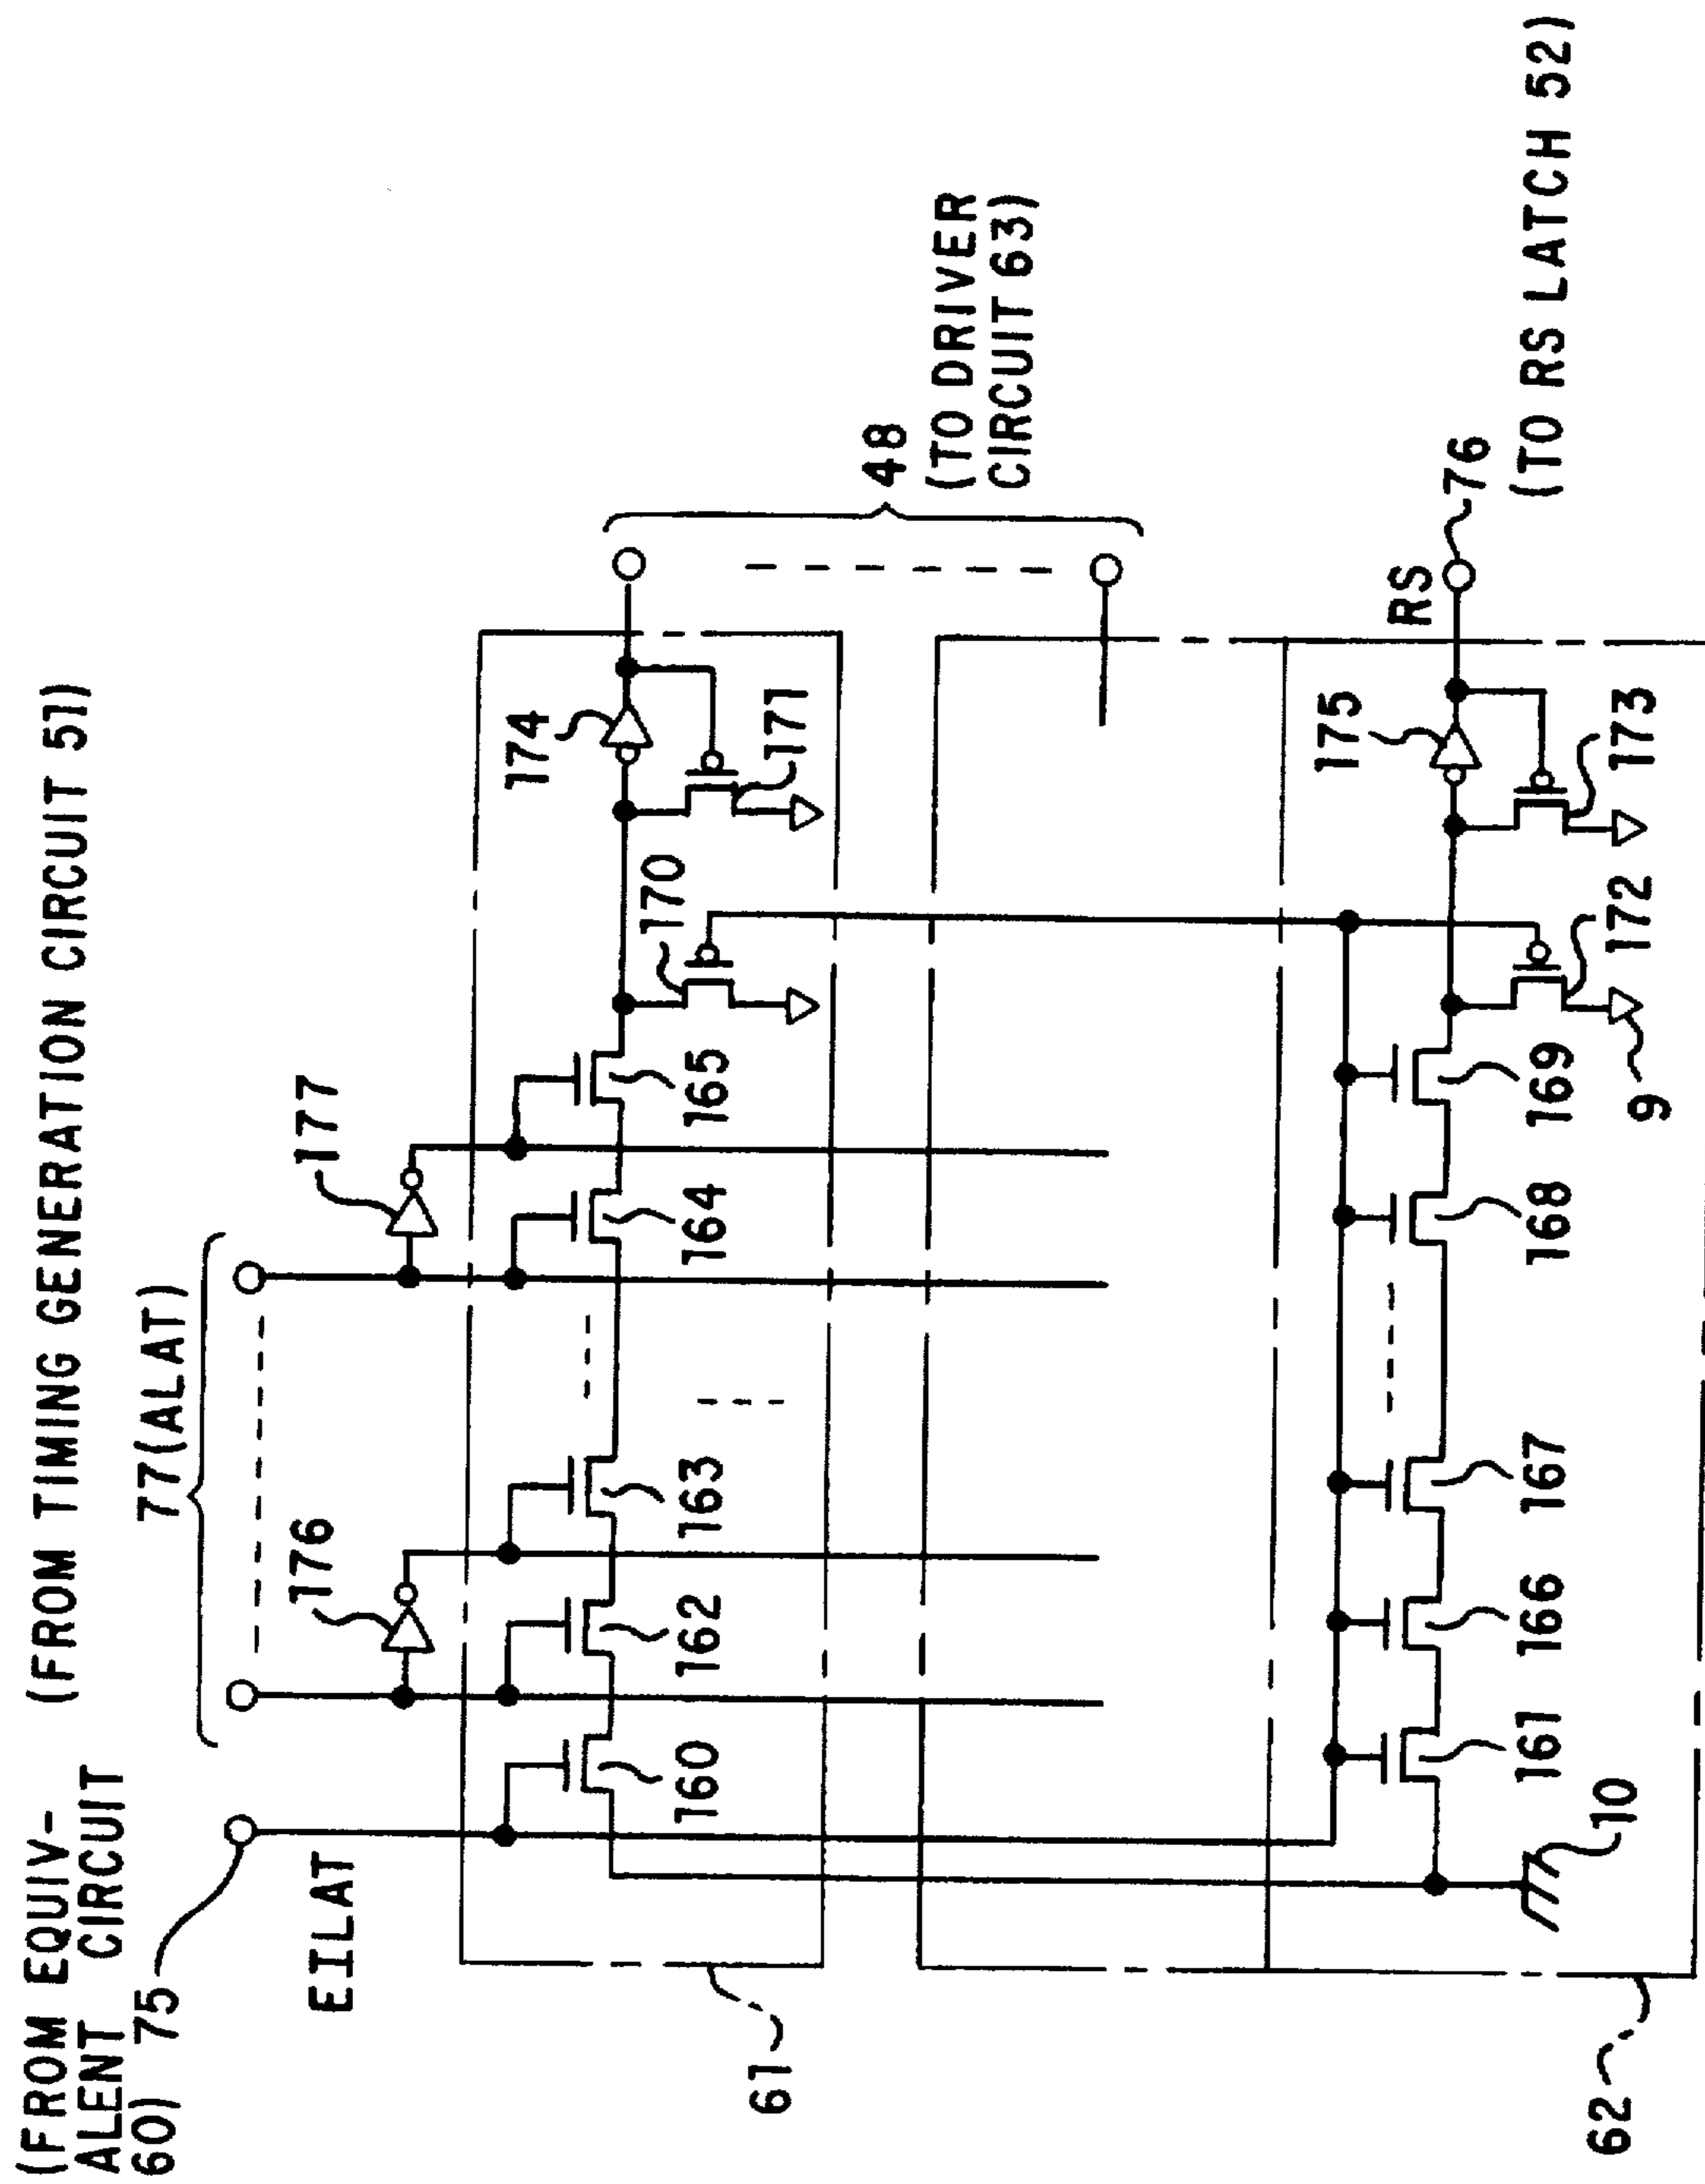 (FROM EQUIV-
ALENT CIRCUIT
60) 75
(FROM TIMING GENERATION CIRCUIT 51)
77(ALAT)
EILAT
176
177
160
162
163
164
165
170
171
174
48
(TO DRIVER
CIRCUIT 63)
61
161
166
167
168
169
172
173
175
RS
76
(TO RS LATCH 52)
9
10
62